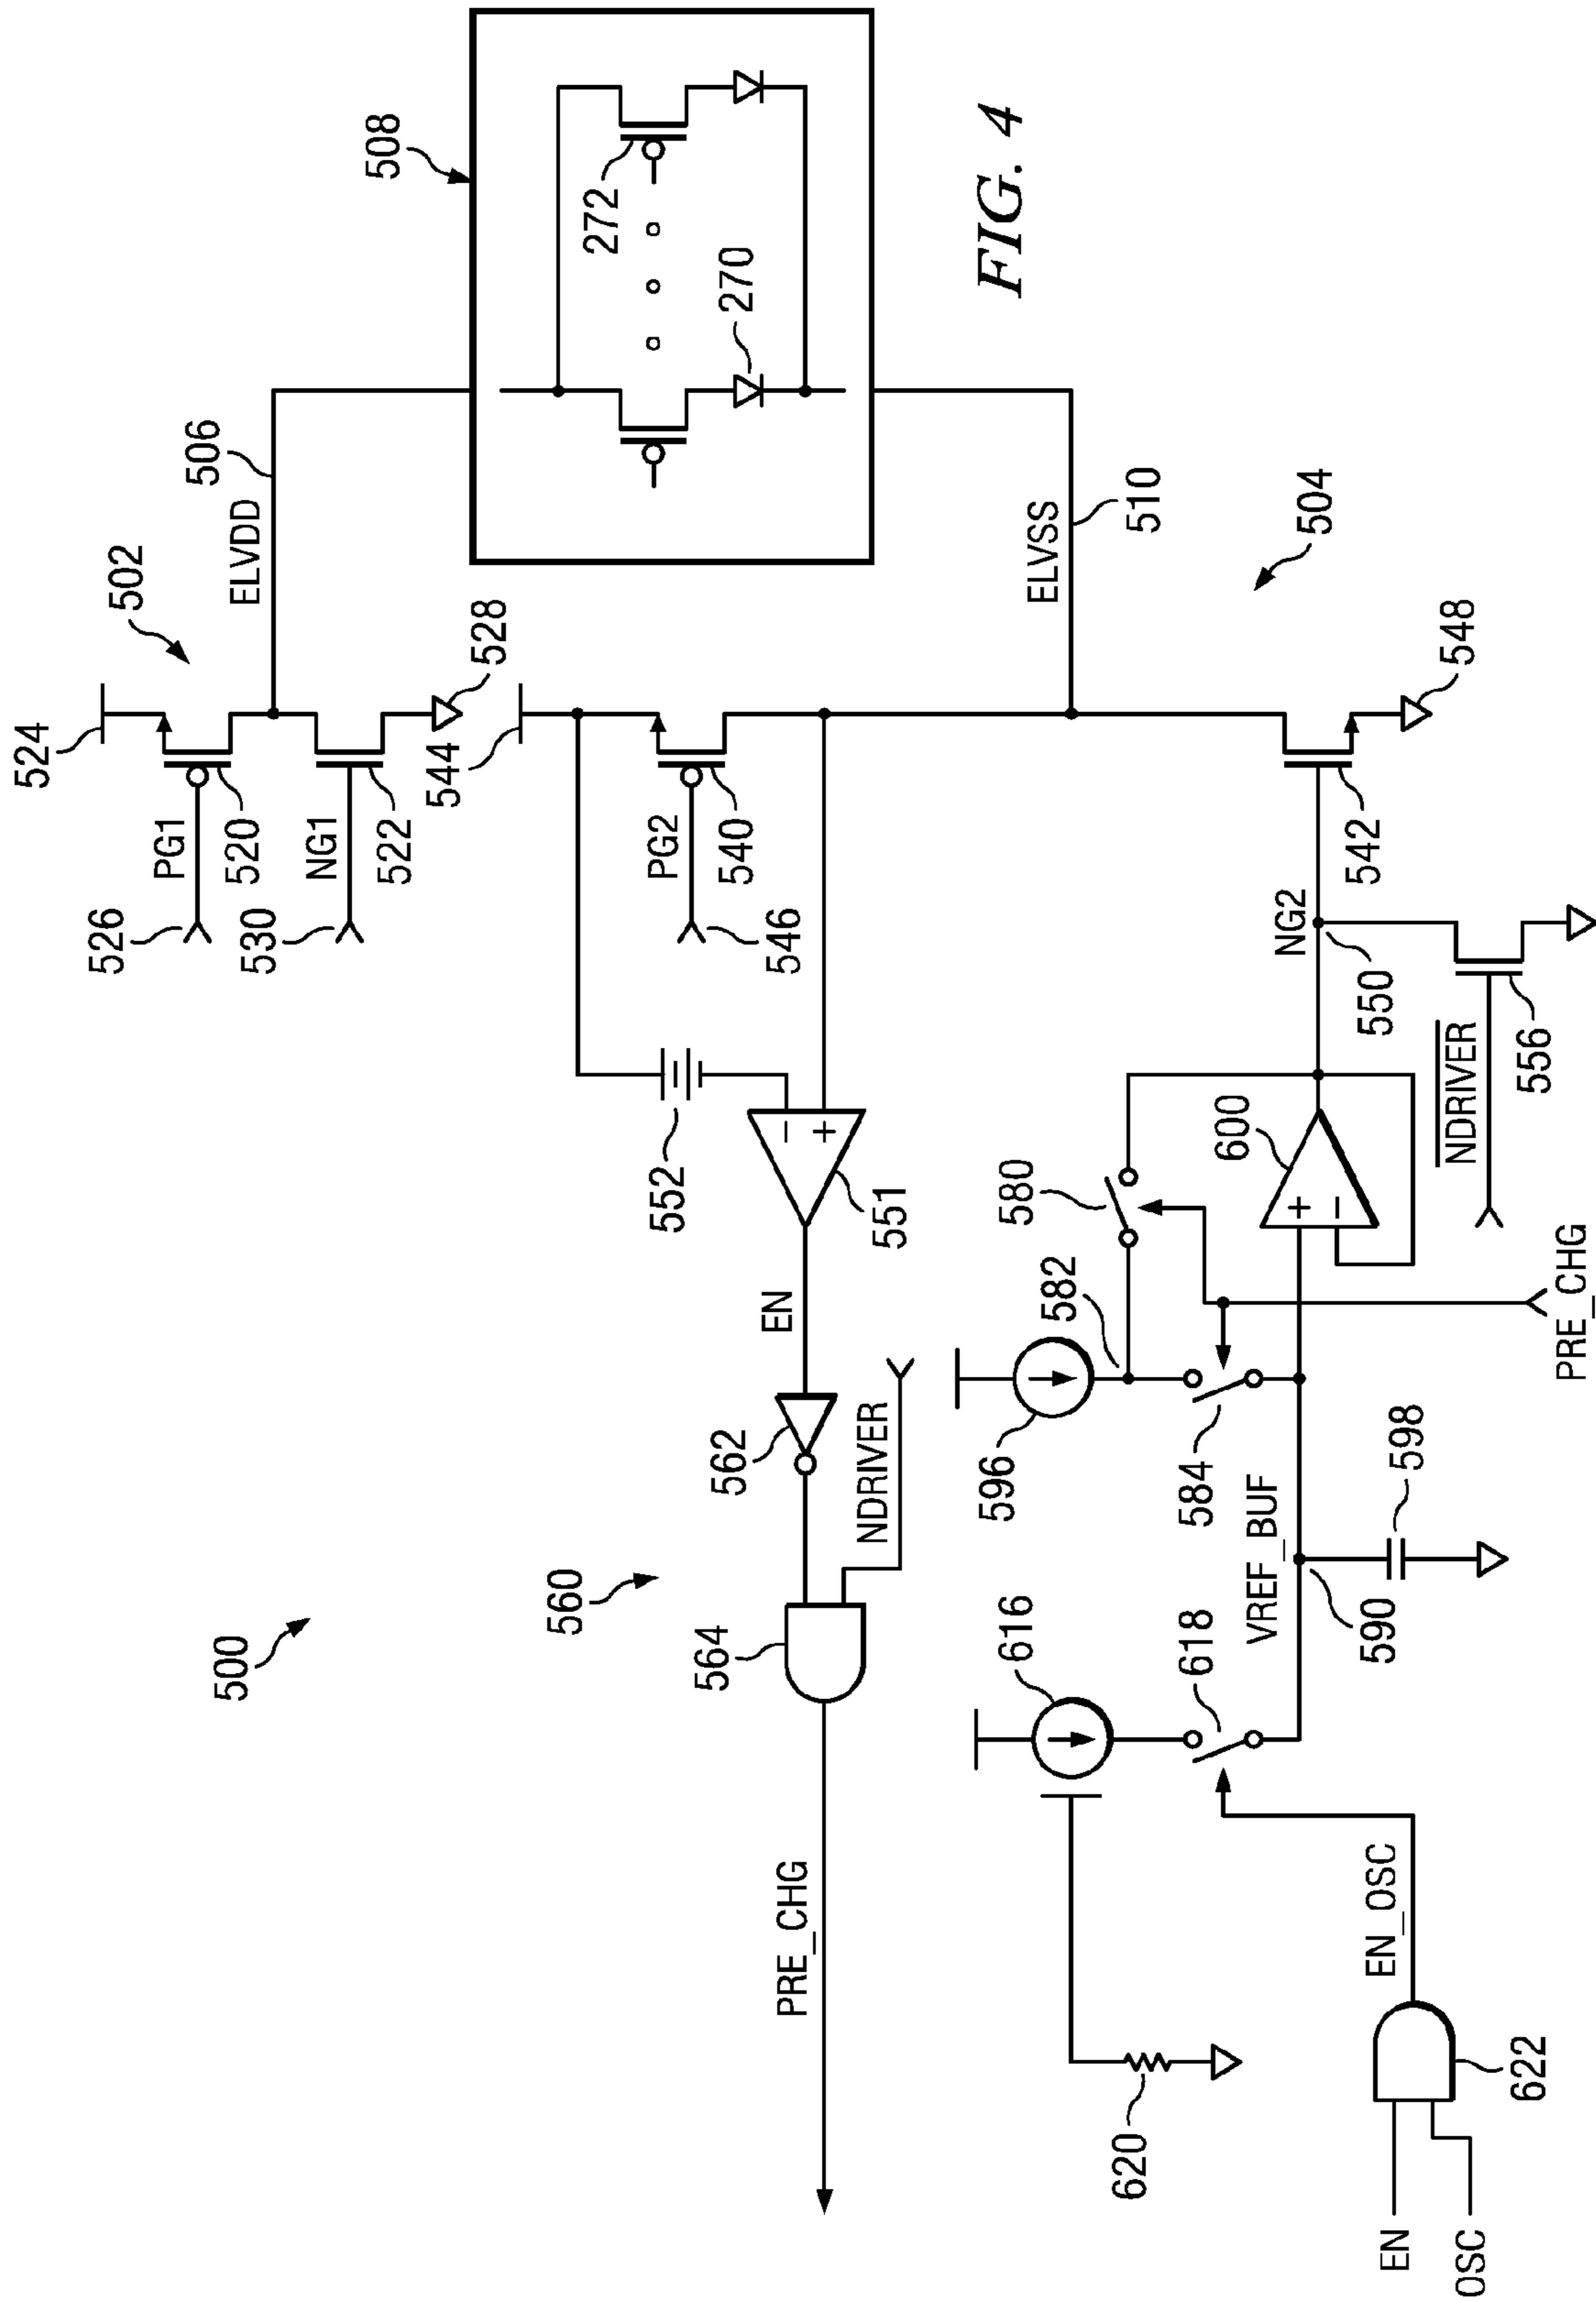 500
502
524
PG1
526
520
NG1
530
522
528
ELVDD
506
508
272
270
FIG. 4
544
PG2
546
540
552
551
EN
562
NDRIVER
560
564
PRE_CHG
ELVSS
510
504
548
542
NG2
550
NDRIVER
556
600
+
−
−
+
580
582
596
584
PRE_CHG
VREF_BUF
598
590
616
618
620
EN_OSC
622
EN
OSC